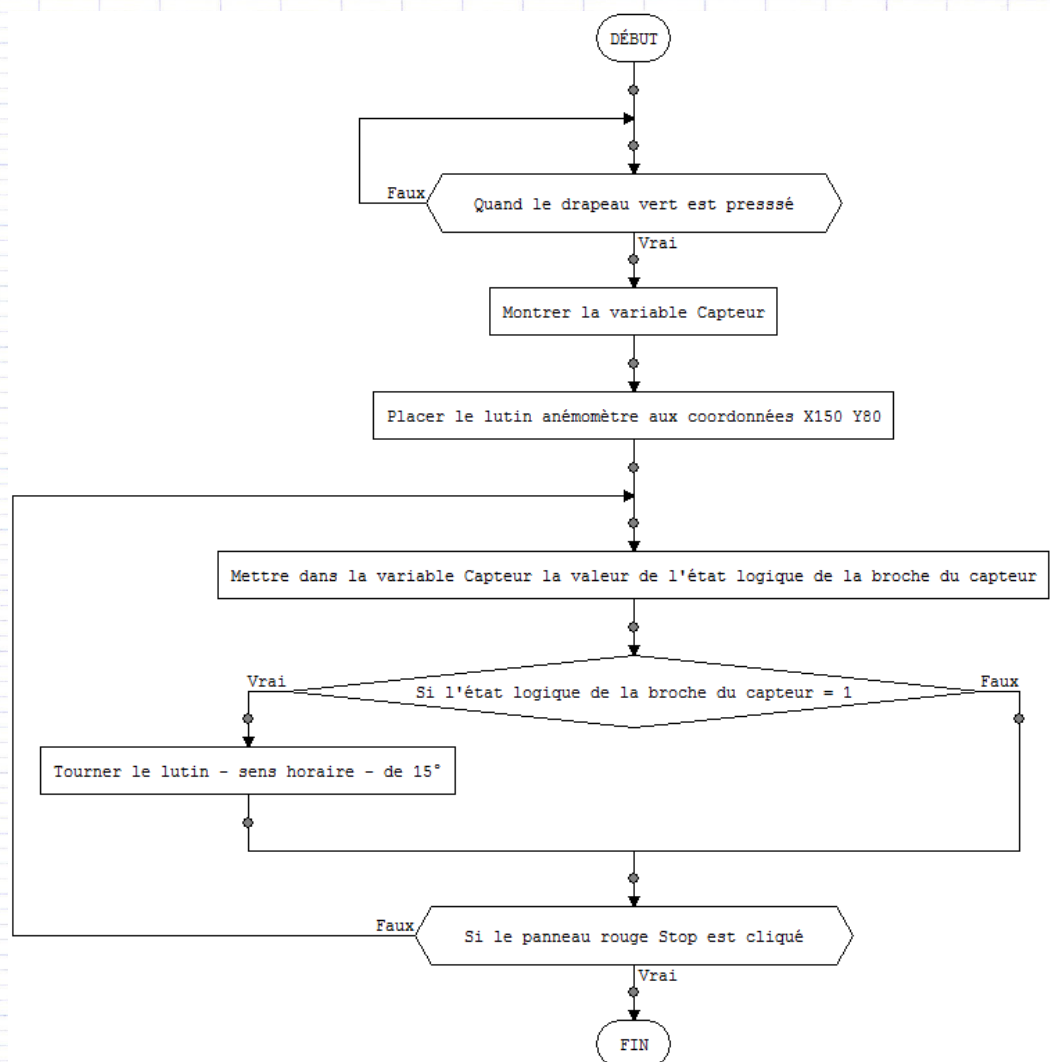 DÉBUT
Faux
Quand le drapeau vert est presssé
Vrai
Montrer la variable Capteur
Placer le lutin anémomètre aux coordonnées X150 Y80
Mettre dans la variable Capteur la valeur de l'état logique de la broche du capteur
Vrai
Si l'état logique de la broche du capteur = 1
Faux
Tourner le lutin - sens horaire - de 15°
Faux
Si le panneau rouge Stop est cliqué
Vrai
FIN